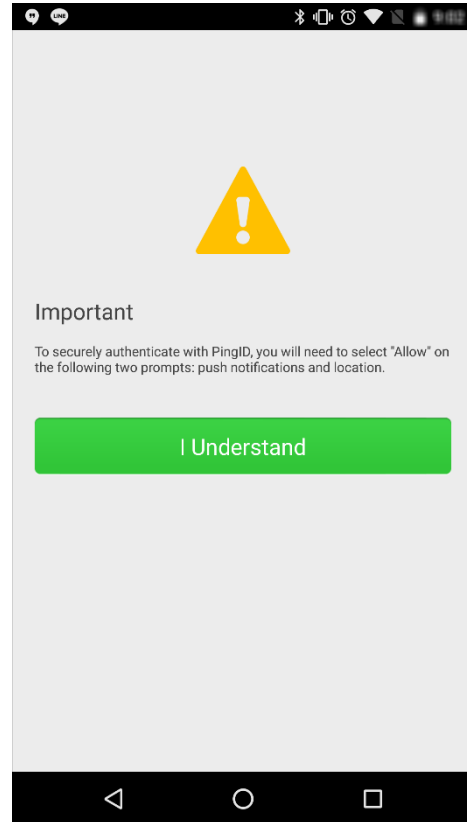 LINE
Important
To securely authenticate with PingID, you will need to select "Allow" on
the following two prompts: push notifications and location.
I Understand